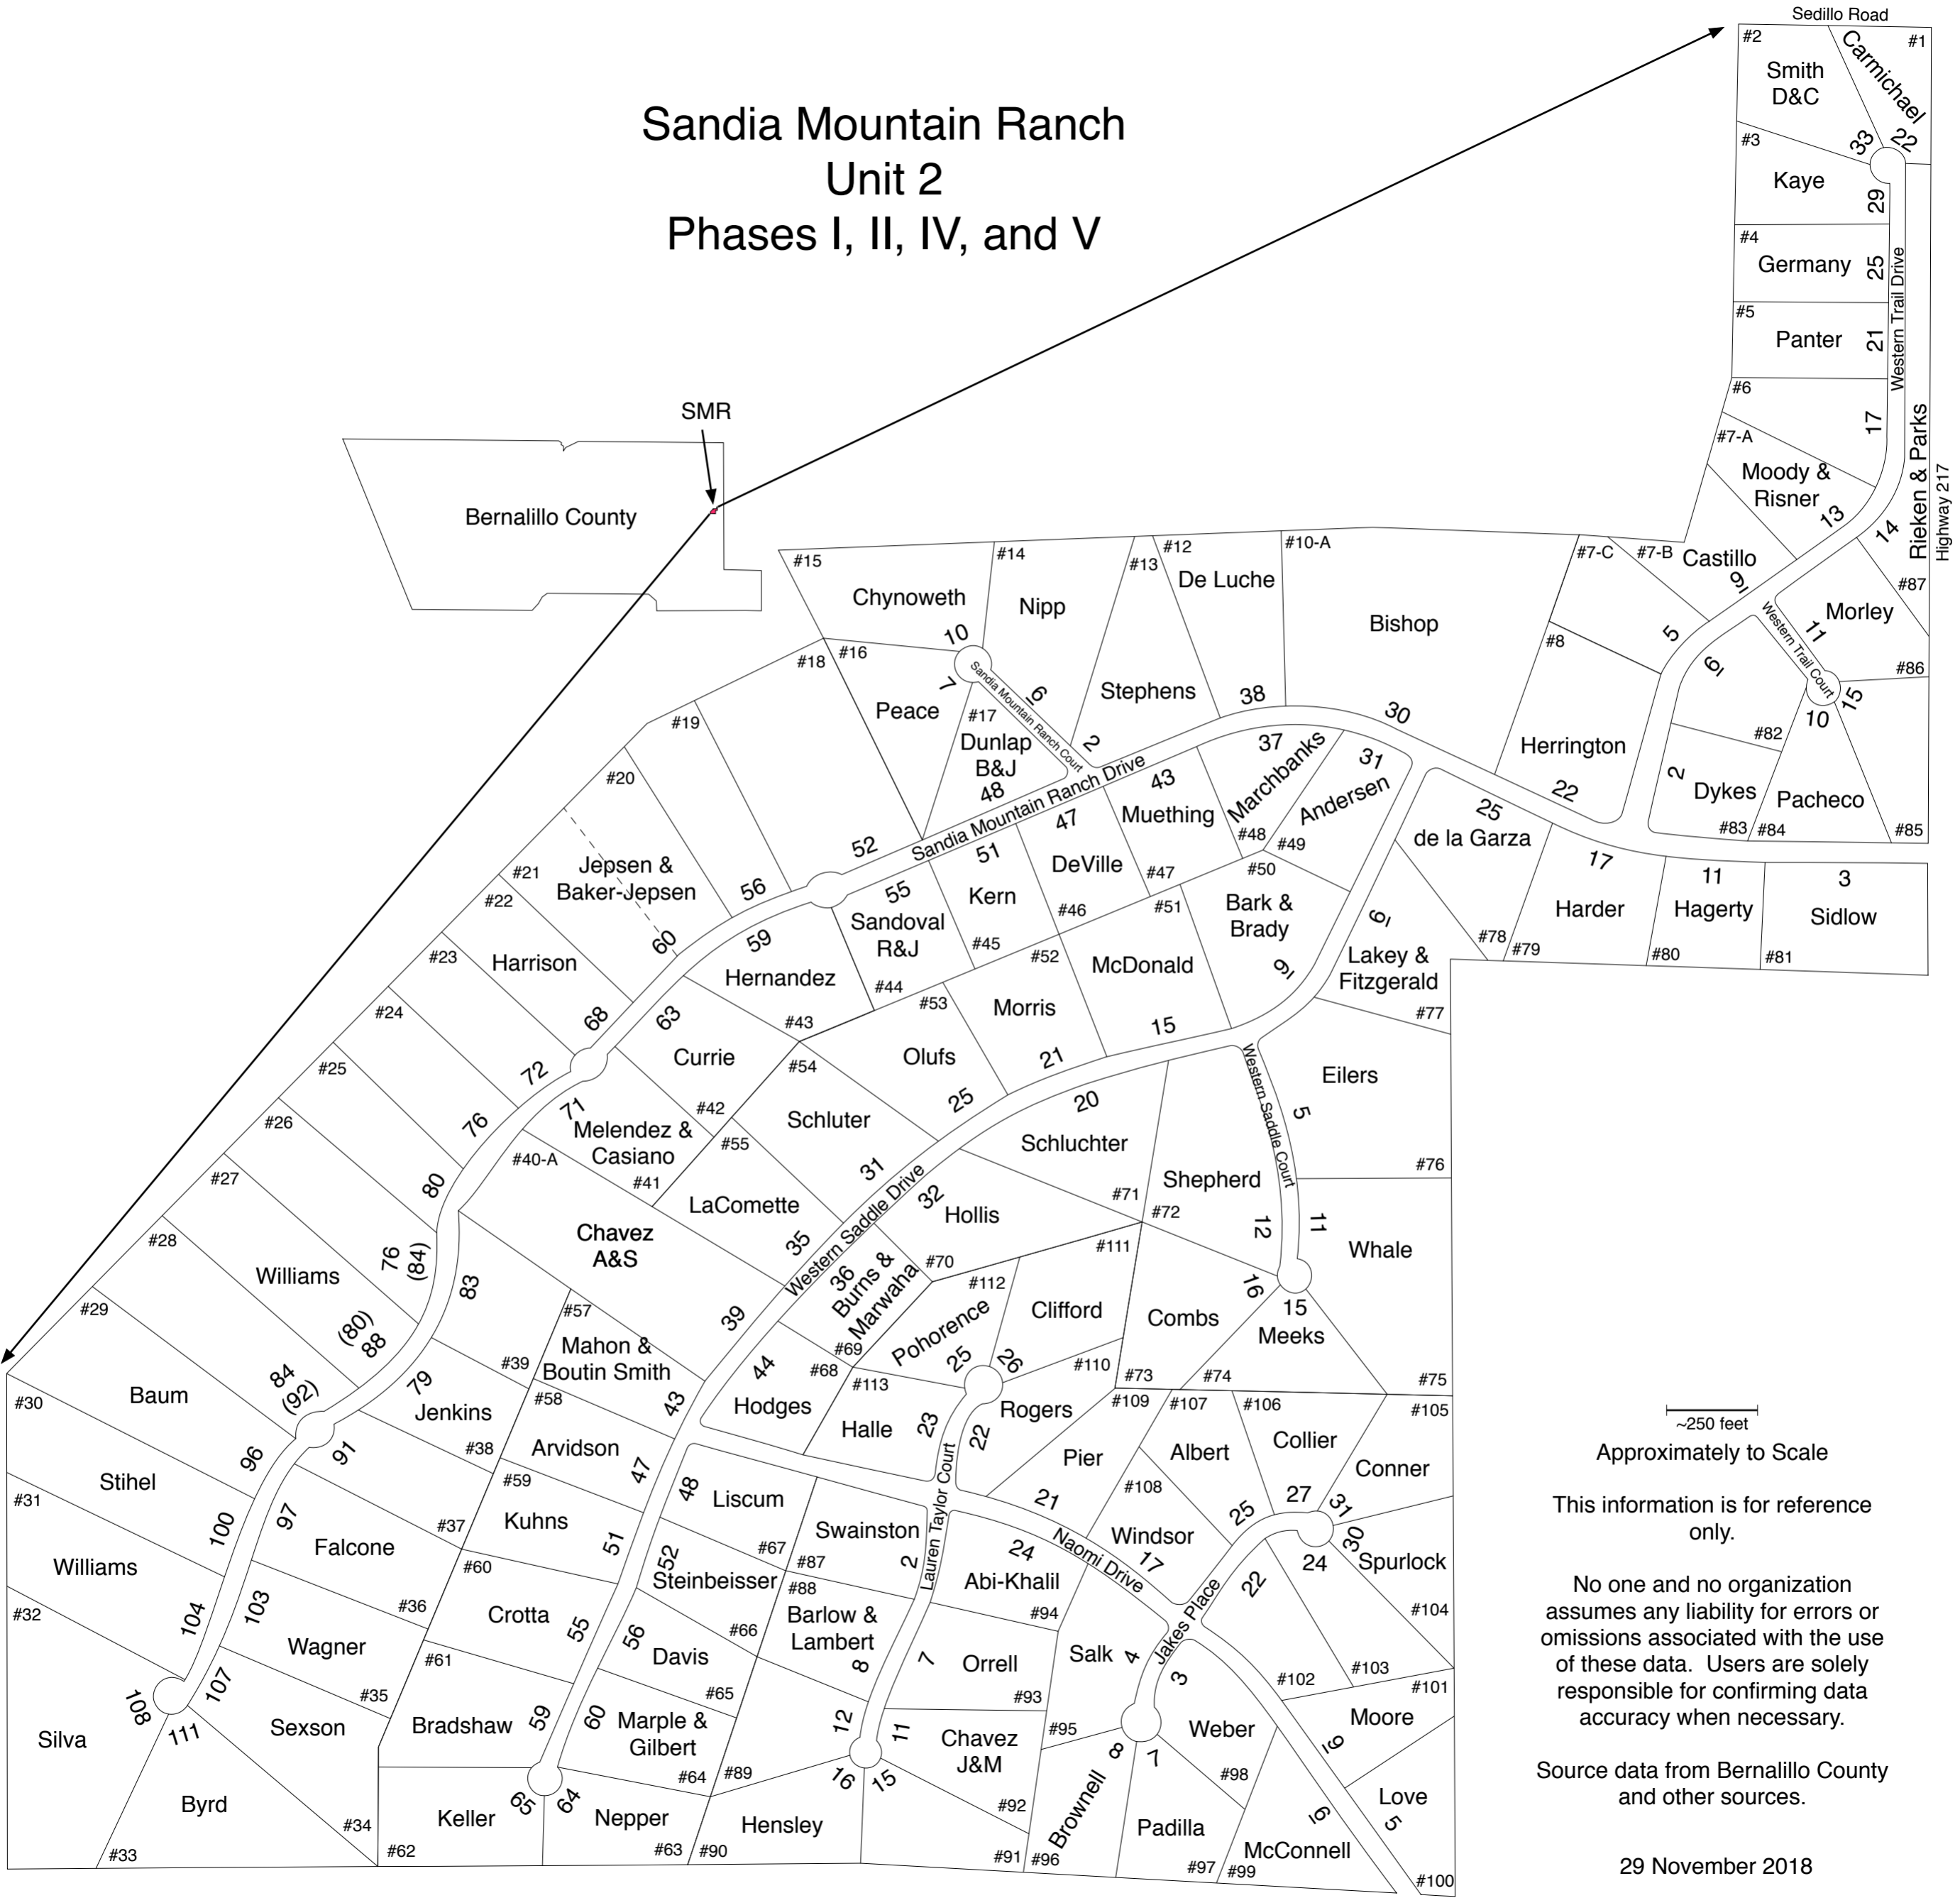 Sedillo Road
Sandia Mountain Ranch
Unit 2
Phases I, II, IV, and V
SMR
Bernalillo County
#2
Smith
D&C
33
#1
Carmichael
22
#3
Kaye
29
#4
Germany
25
#5
Panter
21
Western Trail Drive
#6
17
#7-A
Moody &
Risner
13
Rieken & Parks
Highway 217
14
#87
#7-B
Castillo
9
#7-C
5
#8
Herrington
22
Morley
11
#86
Western Trail Court
15
#85
10
Pacheco
#84
6
#82
2
Dykes
#83
#15
Chynoweth
10
#14
Nipp
6
Sandia Mountain Ranch Court
#13
Stephens
2
#12
De Luche
38
#10-A
Bishop
30
#16
Peace
7
#17
Dunlap
B&J
48
Sandia Mountain Ranch Drive
#18
52
#19
56
#20
Jepsen &
Baker-Jepsen
60
#21
#22
Harrison
68
#23
72
#24
76
#25
80
#26
76
(84)
#27
Williams
(80)
88
#28
84
(92)
#29
Baum
96
#30
Stihel
100
#31
Williams
104
#32
Silva
108
#33
Byrd
111
#34
Sexson
107
#35
Wagner
103
#36
Falcone
97
#37
91
#38
Jenkins
79
#39
83
Chavez
A&S
#40-A
39
71
Melendez &
Casiano
#41
Currie
63
#42
Hernandez
59
#43
55
Sandoval
R&J
#44
51
Kern
#45
47
DeVille
#46
43
Muething
#47
37
Marchbanks
#48
31
Andersen
#49
#50
Bark &
Brady
9
#51
McDonald
15
#52
Morris
21
#53
Olufs
25
#54
Schluter
31
#55
LaComette
35
Western Saddle Drive
#57
Mahon &
Boutin Smith
43
#58
Arvidson
47
#59
Kuhns
51
#60
Crotta
55
#61
Bradshaw
59
#62
Keller
65
64
Nepper
#63
60
Marple &
Gilbert
#64
56
Davis
#65
52
Steinbeisser
#66
48
Liscum
#67
44
Hodges
#68
36
Burns &
Marwaha
#69
32
Hollis
#70
20
Schluchter
#71
Shepherd
#72
12
Western Saddle Court
16
Combs
#73
15
Meeks
#74
11
Whale
#75
5
Eilers
#76
6
Lakey &
Fitzgerald
#77
25
de la Garza
#78
17
Harder
#79
11
Hagerty
#80
3
Sidlow
#81
#111
Clifford
26
#112
Pohorence
25
#113
Halle
23
#110
Rogers
22
Lauren Taylor Court
#109
Pier
21
#108
Windsor
17
Naomi Drive
#107
Albert
25
#106
Collier
27
#105
Conner
31
30
Spurlock
#104
24
#103
22
#102
#101
Moore
9
Love
5
#100
Swainston
2
#87
#88
Barlow &
Lambert
8
#89
12
16
Hensley
#90
15
#91
11
Chavez
J&M
#92
7
Orrell
#93
24
Abi-Khalil
#94
Salk
4
#95
Jakes Place
8
Brownell
#96
7
Padilla
#97
3
Weber
#98
6
McConnell
#99
~250 feet
Approximately to Scale
This information is for reference
only.
No one and no organization
assumes any liability for errors or
omissions associated with the use
of these data. Users are solely
responsible for confirming data
accuracy when necessary.
Source data from Bernalillo County
and other sources.
29 November 2018